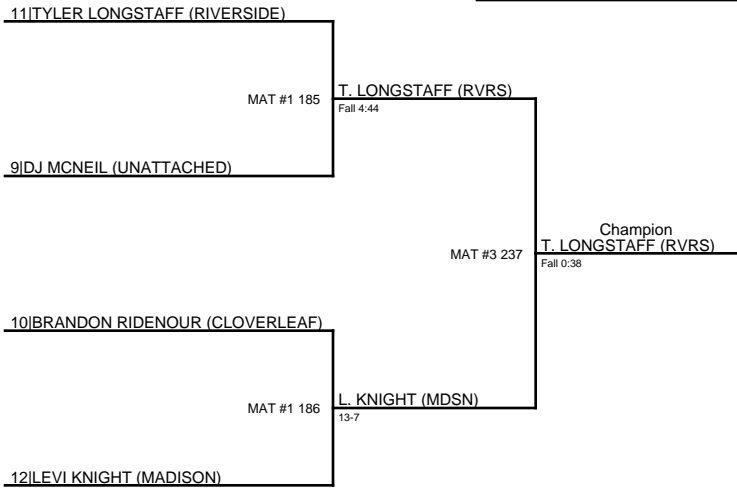 11|TYLER LONGSTAFF (RIVERSIDE)
MAT #1 185
T. LONGSTAFF (RVRS)
Fall 4:44
9|DJ MCNEIL (UNATTACHED)
MAT #3 237
Champion
T. LONGSTAFF (RVRS)
Fall 0:38
10|BRANDON RIDENOUR (CLOVERLEAF)
MAT #1 186
L. KNIGHT (MDSN)
13-7
12|LEVI KNIGHT (MADISON)